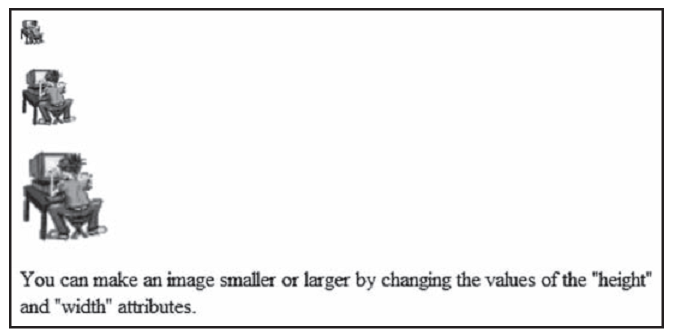 You can make an image smaller or larger by changing the values of the "height"
and "width" attributes.